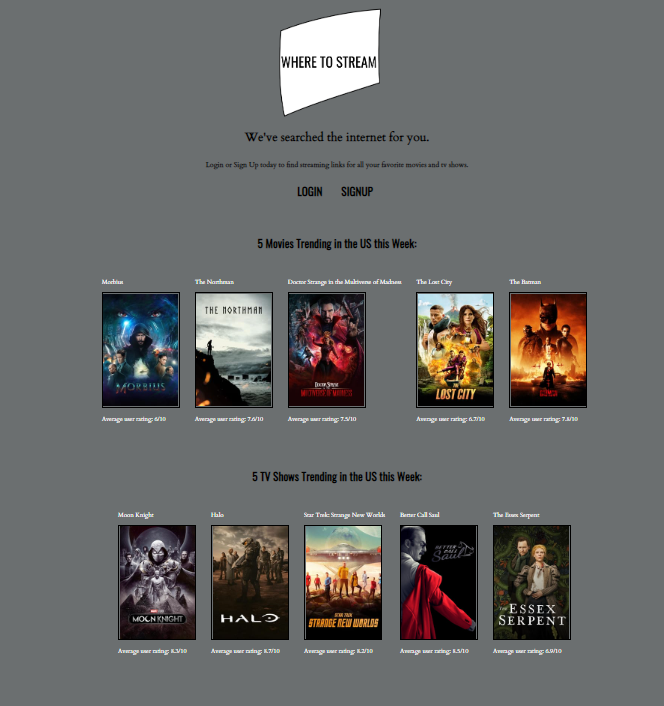 WHERE TO STREAM
We've searched the internet for you.
Login or Sign Up today to find streaming links for all your favorite movies and tv shows.
LOGIN SIGNUP
5 Movies Trending in the US this Week:
Morbius The Northman Doctor Strange in the Multiverse of Madness The Lost City The Batman
MORBIUS
THE NORTHMAN
DOCTOR STRANGE
MULTIVERSE OF MADNESS
THE LOST CITY
Average user rating: 6/10 Average user rating: 7.6/10 Average user rating: 7.5/10 Average user rating: 6.7/10 Average user rating: 7.8/10
5 TV Shows Trending in the US this Week:
Moon Knight Halo Star Trek: Strange New Worlds Better Call Saul The Essex Serpent
MOON KNIGHT
HALO
STAR TREK
STRANGE NEW WORLDS
BETTER CALL Saul
THE ESSEX SERPENT
Average user rating: 8.3/10 Average user rating: 8.7/10 Average user rating: 8.2/10 Average user rating: 8.5/10 Average user rating: 6.9/10